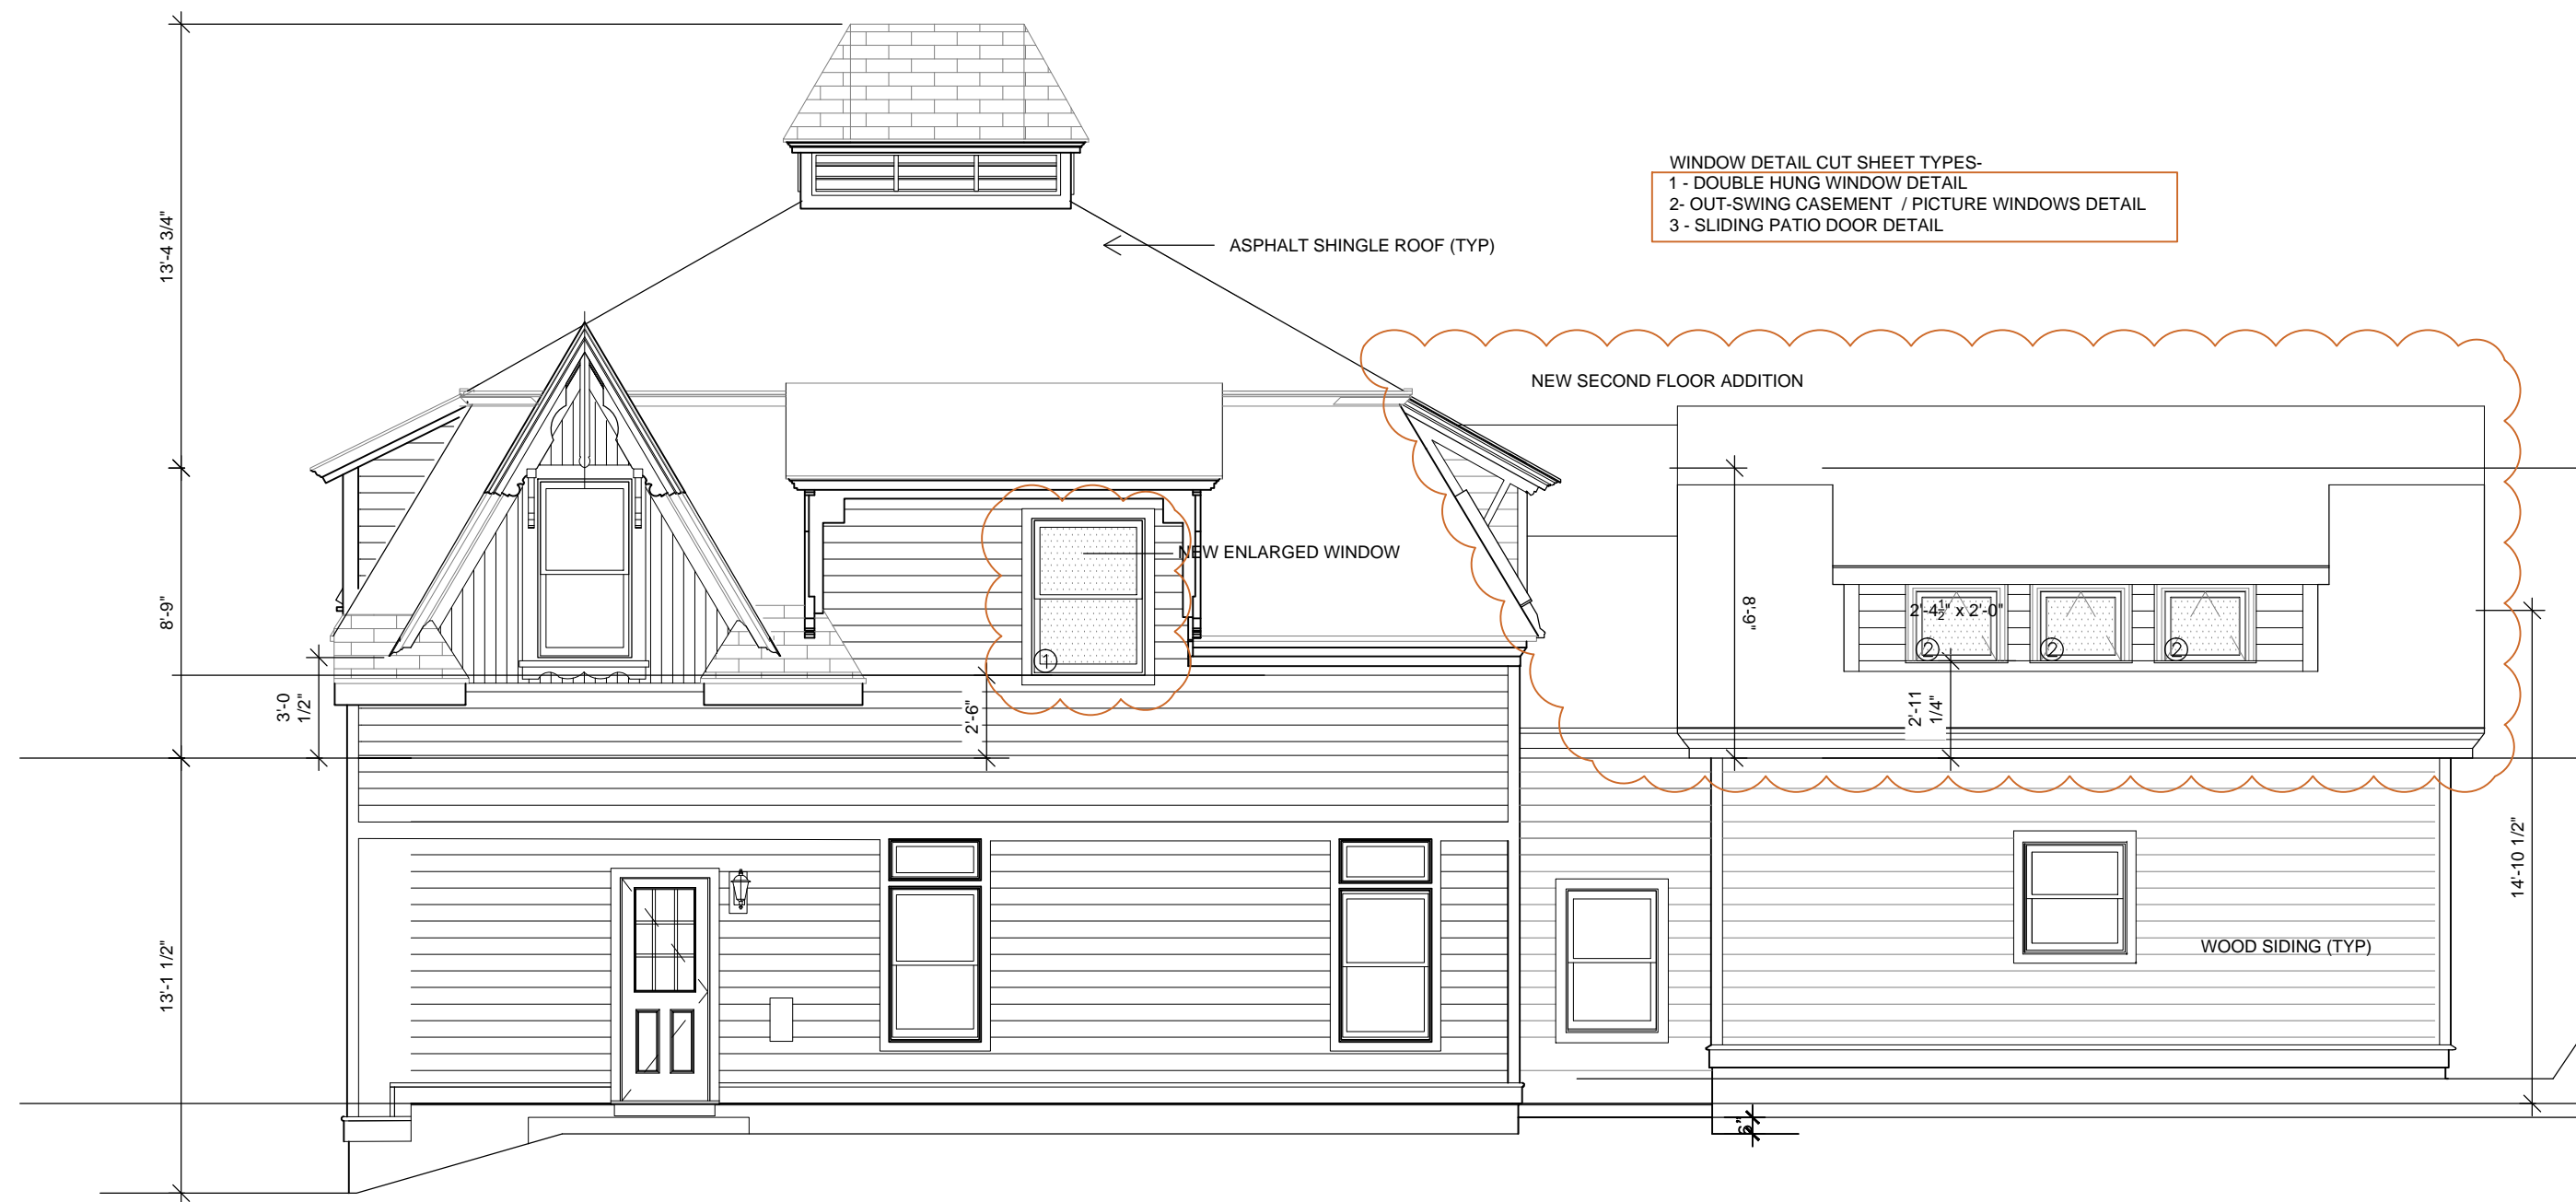 WINDOW DETAIL CUT SHEET TYPES-
1 - DOUBLE HUNG WINDOW DETAIL
2- OUT-SWING CASEMENT / PICTURE WINDOWS DETAIL
3 - SLIDING PATIO DOOR DETAIL
13'-4 3/4"
ASPHALT SHINGLE ROOF (TYP)
NEW SECOND FLOOR ADDITION
NEW ENLARGED WINDOW
8'-9"
8'-9"
2'-4½" x 2'-0"
1
2
2
2
3'-0
1/2"
2'-6"
2'-11
1/4"
14'-10 1/2"
13'-1 1/2"
WOOD SIDING (TYP)
6"